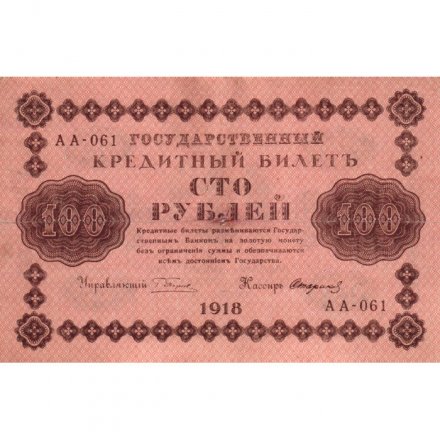 АА-061
ГОСУДАРСТВЕННЫЙ
КРЕДИТНЫЙ БИЛЕТЪ
СТО
РУБЛЕЙ
100
100
Кредитные билеты размѣниваются Государ-
ственнымъ Банкомъ на золотую монету
безъ ограниченія суммы и обезпечиваются
всѣмъ достояніемъ Государства.
Управляющій
Кассиръ
1918
АА-061